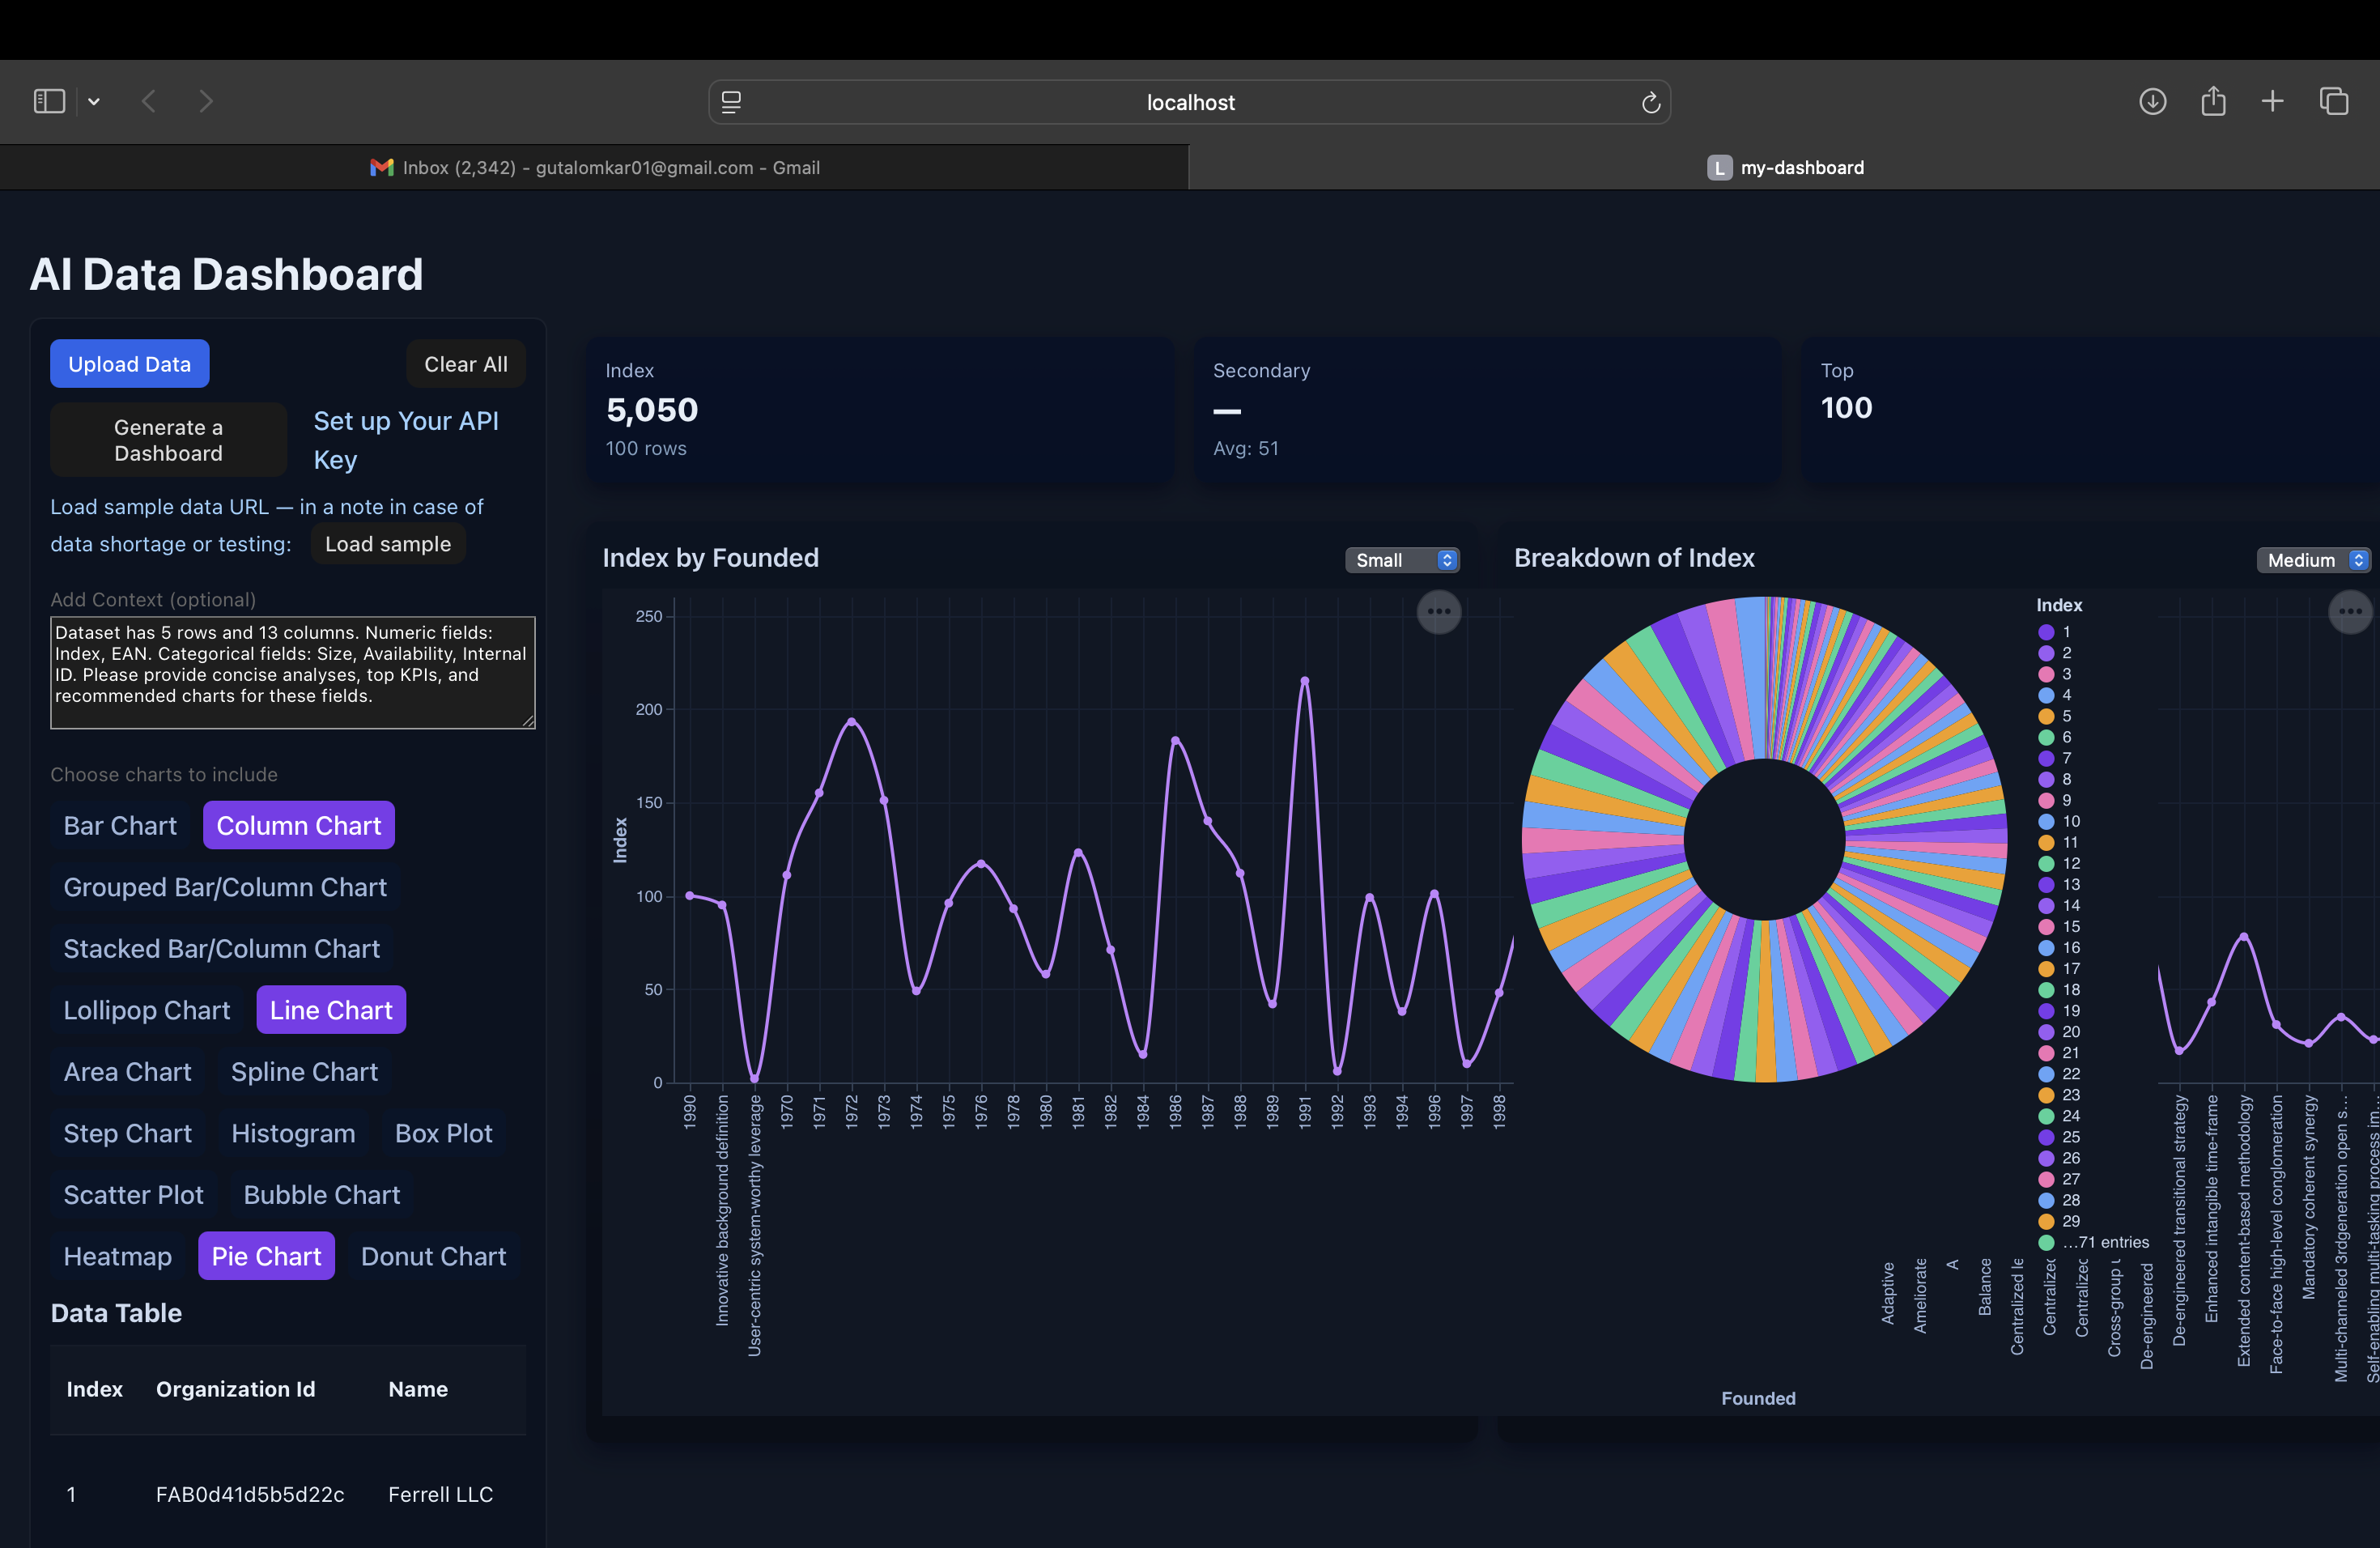 localhost
Inbox (2,342) - gutalomkar01@gmail.com - Gmail
L my-dashboard
AI Data Dashboard
Upload Data
Clear All
Generate a
Dashboard
Set up Your API
Key
Load sample data URL — in a note in case of
data shortage or testing:
Load sample
Add Context (optional)
Dataset has 5 rows and 13 columns. Numeric fields:
Index, EAN. Categorical fields: Size, Availability, Internal
ID. Please provide concise analyses, top KPIs, and
recommended charts for these fields.
Choose charts to include
Bar Chart
Column Chart
Grouped Bar/Column Chart
Stacked Bar/Column Chart
Lollipop Chart
Line Chart
Area Chart
Spline Chart
Step Chart
Histogram
Box Plot
Scatter Plot
Bubble Chart
Heatmap
Pie Chart
Donut Chart
Data Table
Index Organization Id Name
1 FAB0d41d5b5d22c Ferrell LLC
Index
5,050
100 rows
Secondary
—
Avg: 51
Top
100
Index by Founded
Small
250
200
150
100
50
0
Index
1990
Innovative background definition
User-centric system-worthy leverage
1970
1971
1972
1973
1974
1975
1976
1978
1980
1981
1982
1984
1986
1987
1988
1989
1991
1992
1993
1994
1996
1997
1998
Breakdown of Index
Medium
Index
1
2
3
4
5
6
7
8
9
10
11
12
13
14
15
16
17
18
19
20
21
22
23
24
25
26
27
28
29
…71 entries
Adaptive
Ameliorate
A
Balance
Centralized le
Centralized
Centralized
Cross-group
De-engineered
De-engineered transitional strategy
Enhanced intangible time-frame
Extended content-based methodology
Face-to-face high-level conglomeration
Mandatory coherent synergy
Multi-channeled 3rdgeneration open s…
Self-enabling multi-tasking process im…
Founded